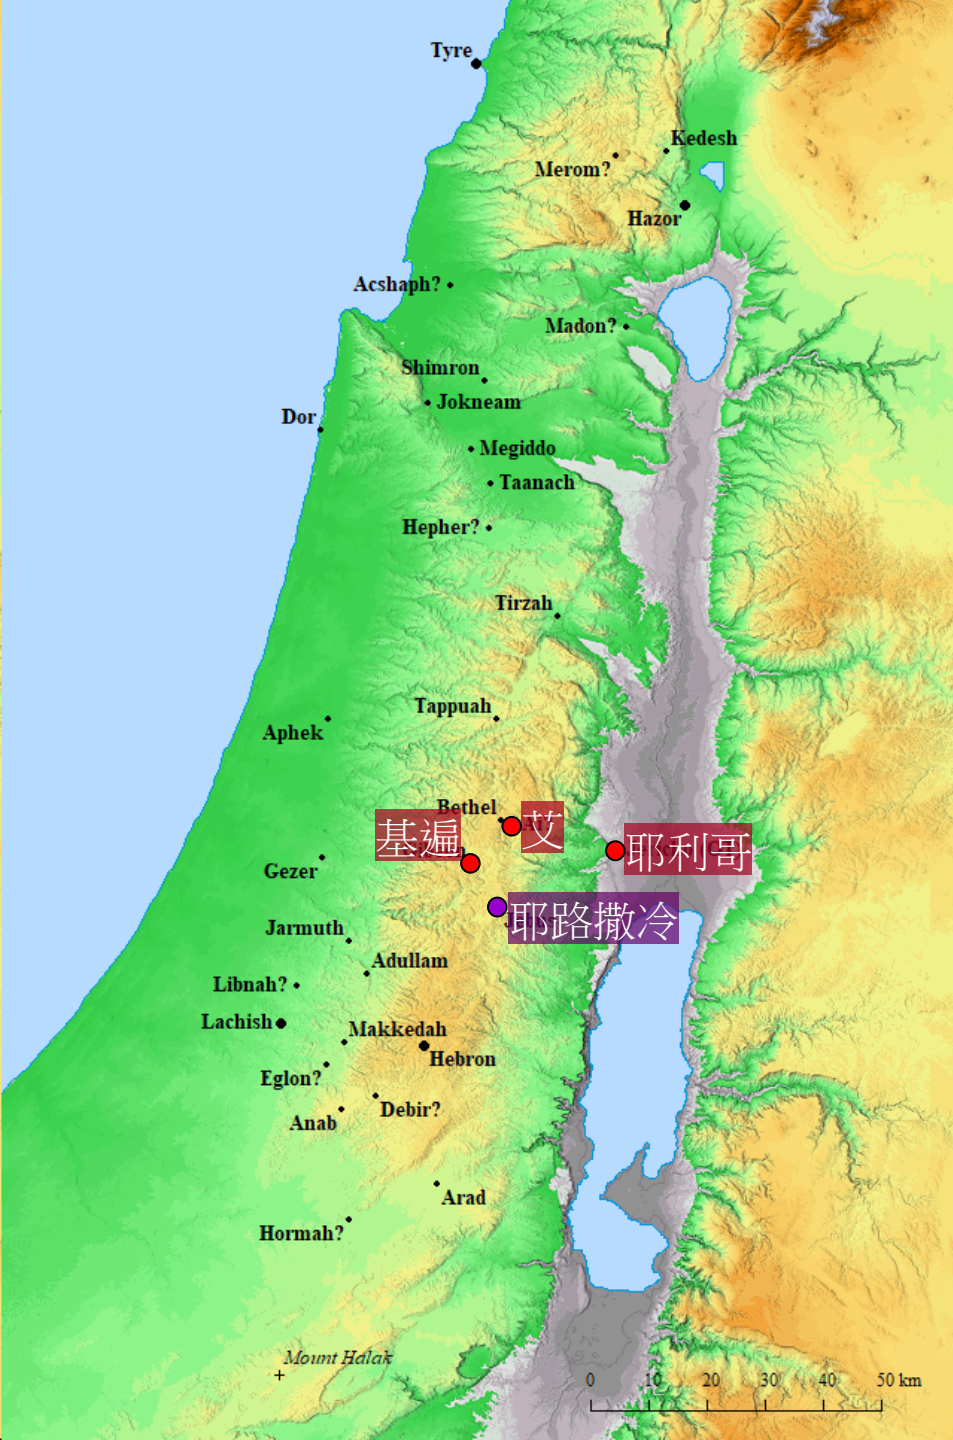 Tyre
Kedesh
Merom?
Hazor
Acshaph?
Madon?
Shimron
Jokneam
Dor
Megiddo
Taanach
Hepher?
Tirzah
Tappuah
Aphek
Bethel
艾
基遍
耶利哥
Gezer
耶路撒冷
Jarmuth
Adullam
Libnah?
Lachish
Makkedah
Hebron
Eglon?
Debir?
Anab
Arad
Hormah?
Mount Halak
0 10 20 30 40 50 km